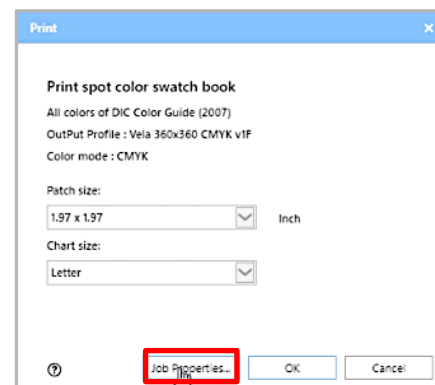 Print
Print spot color swatch book
All colors of DIC Color Guide (2007)
OutPut Profile : Vela 360x360 CMYK v1F
Color mode : CMYK
Patch size:
1.97 x 1.97 Inch
Chart size:
Letter
Job Properties... OK Cancel